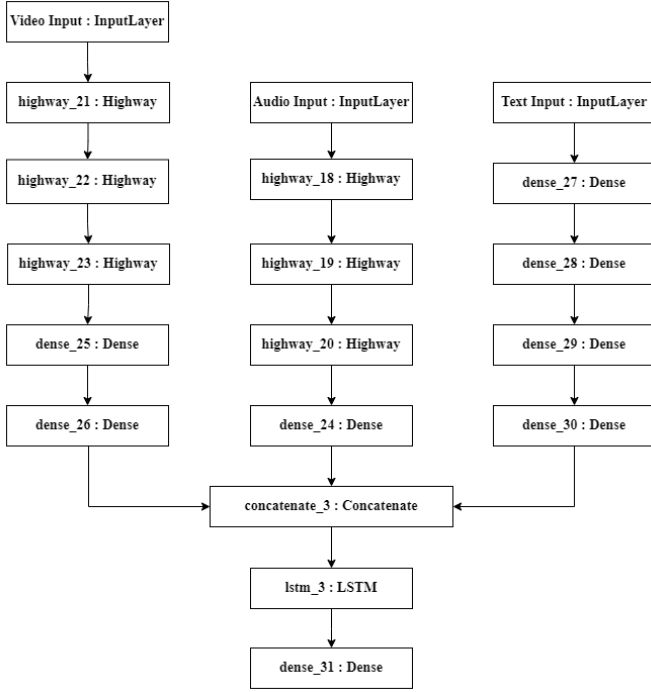 Video Input : InputLayer
highway_21 : Highway
Audio Input : InputLayer
Text Input : InputLayer
highway_22 : Highway
highway_18 : Highway
dense_27 : Dense
highway_23 : Highway
highway_19 : Highway
dense_28 : Dense
dense_25 : Dense
highway_20 : Highway
dense_29 : Dense
dense_26 : Dense
dense_24 : Dense
dense_30 : Dense
concatenate_3 : Concatenate
lstm_3 : LSTM
dense_31 : Dense